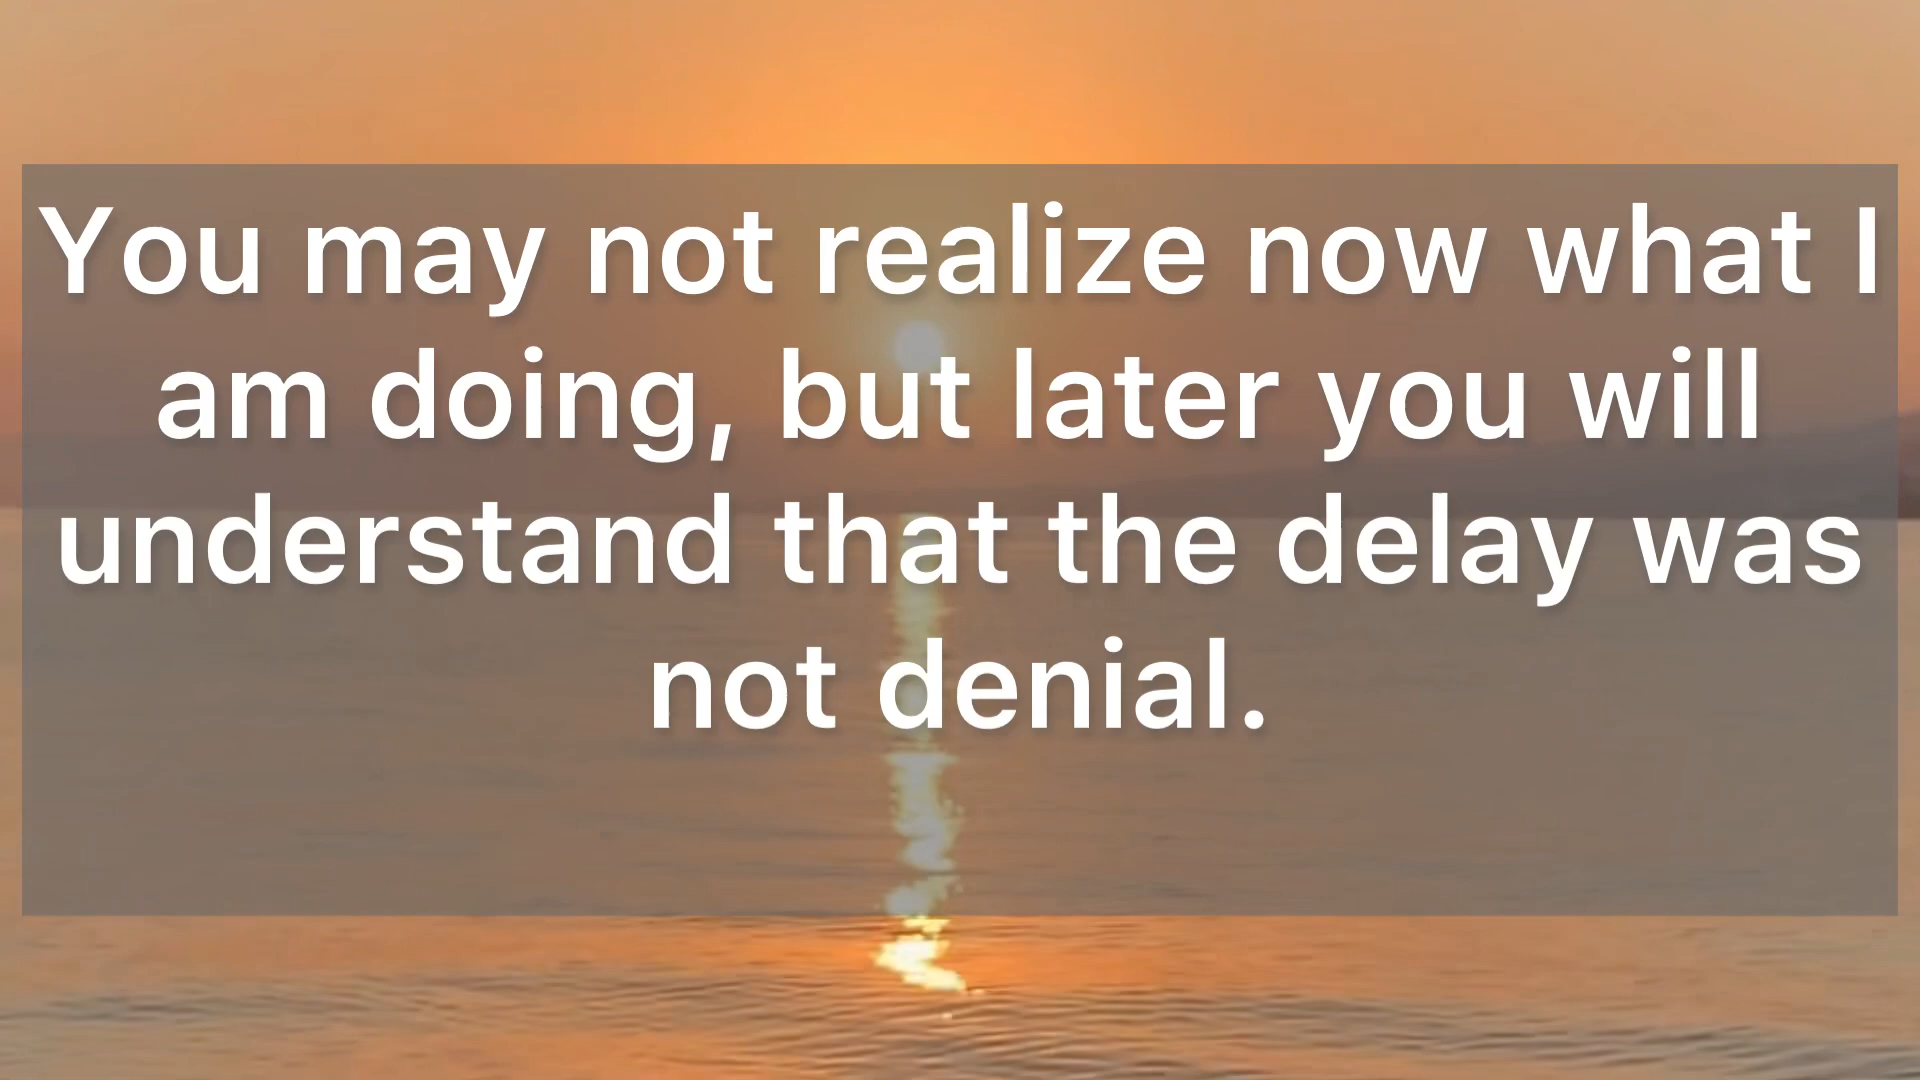 You may not realize now what I
am doing, but later you will
understand that the delay was
not denial.